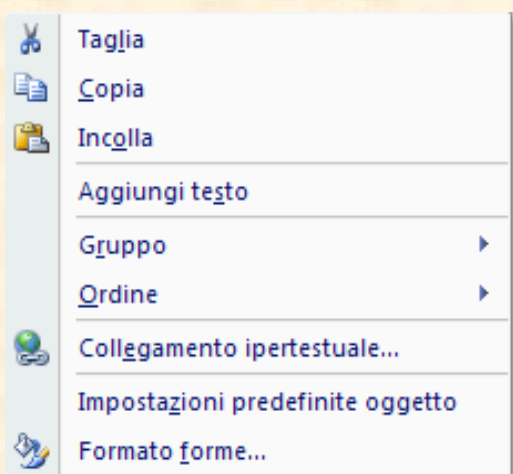 Taglia
Copia
Incolla
Aggiungi testo
Gruppo
Ordine
Collegamento ipertestuale...
Impostazioni predefinite oggetto
Formato forme...